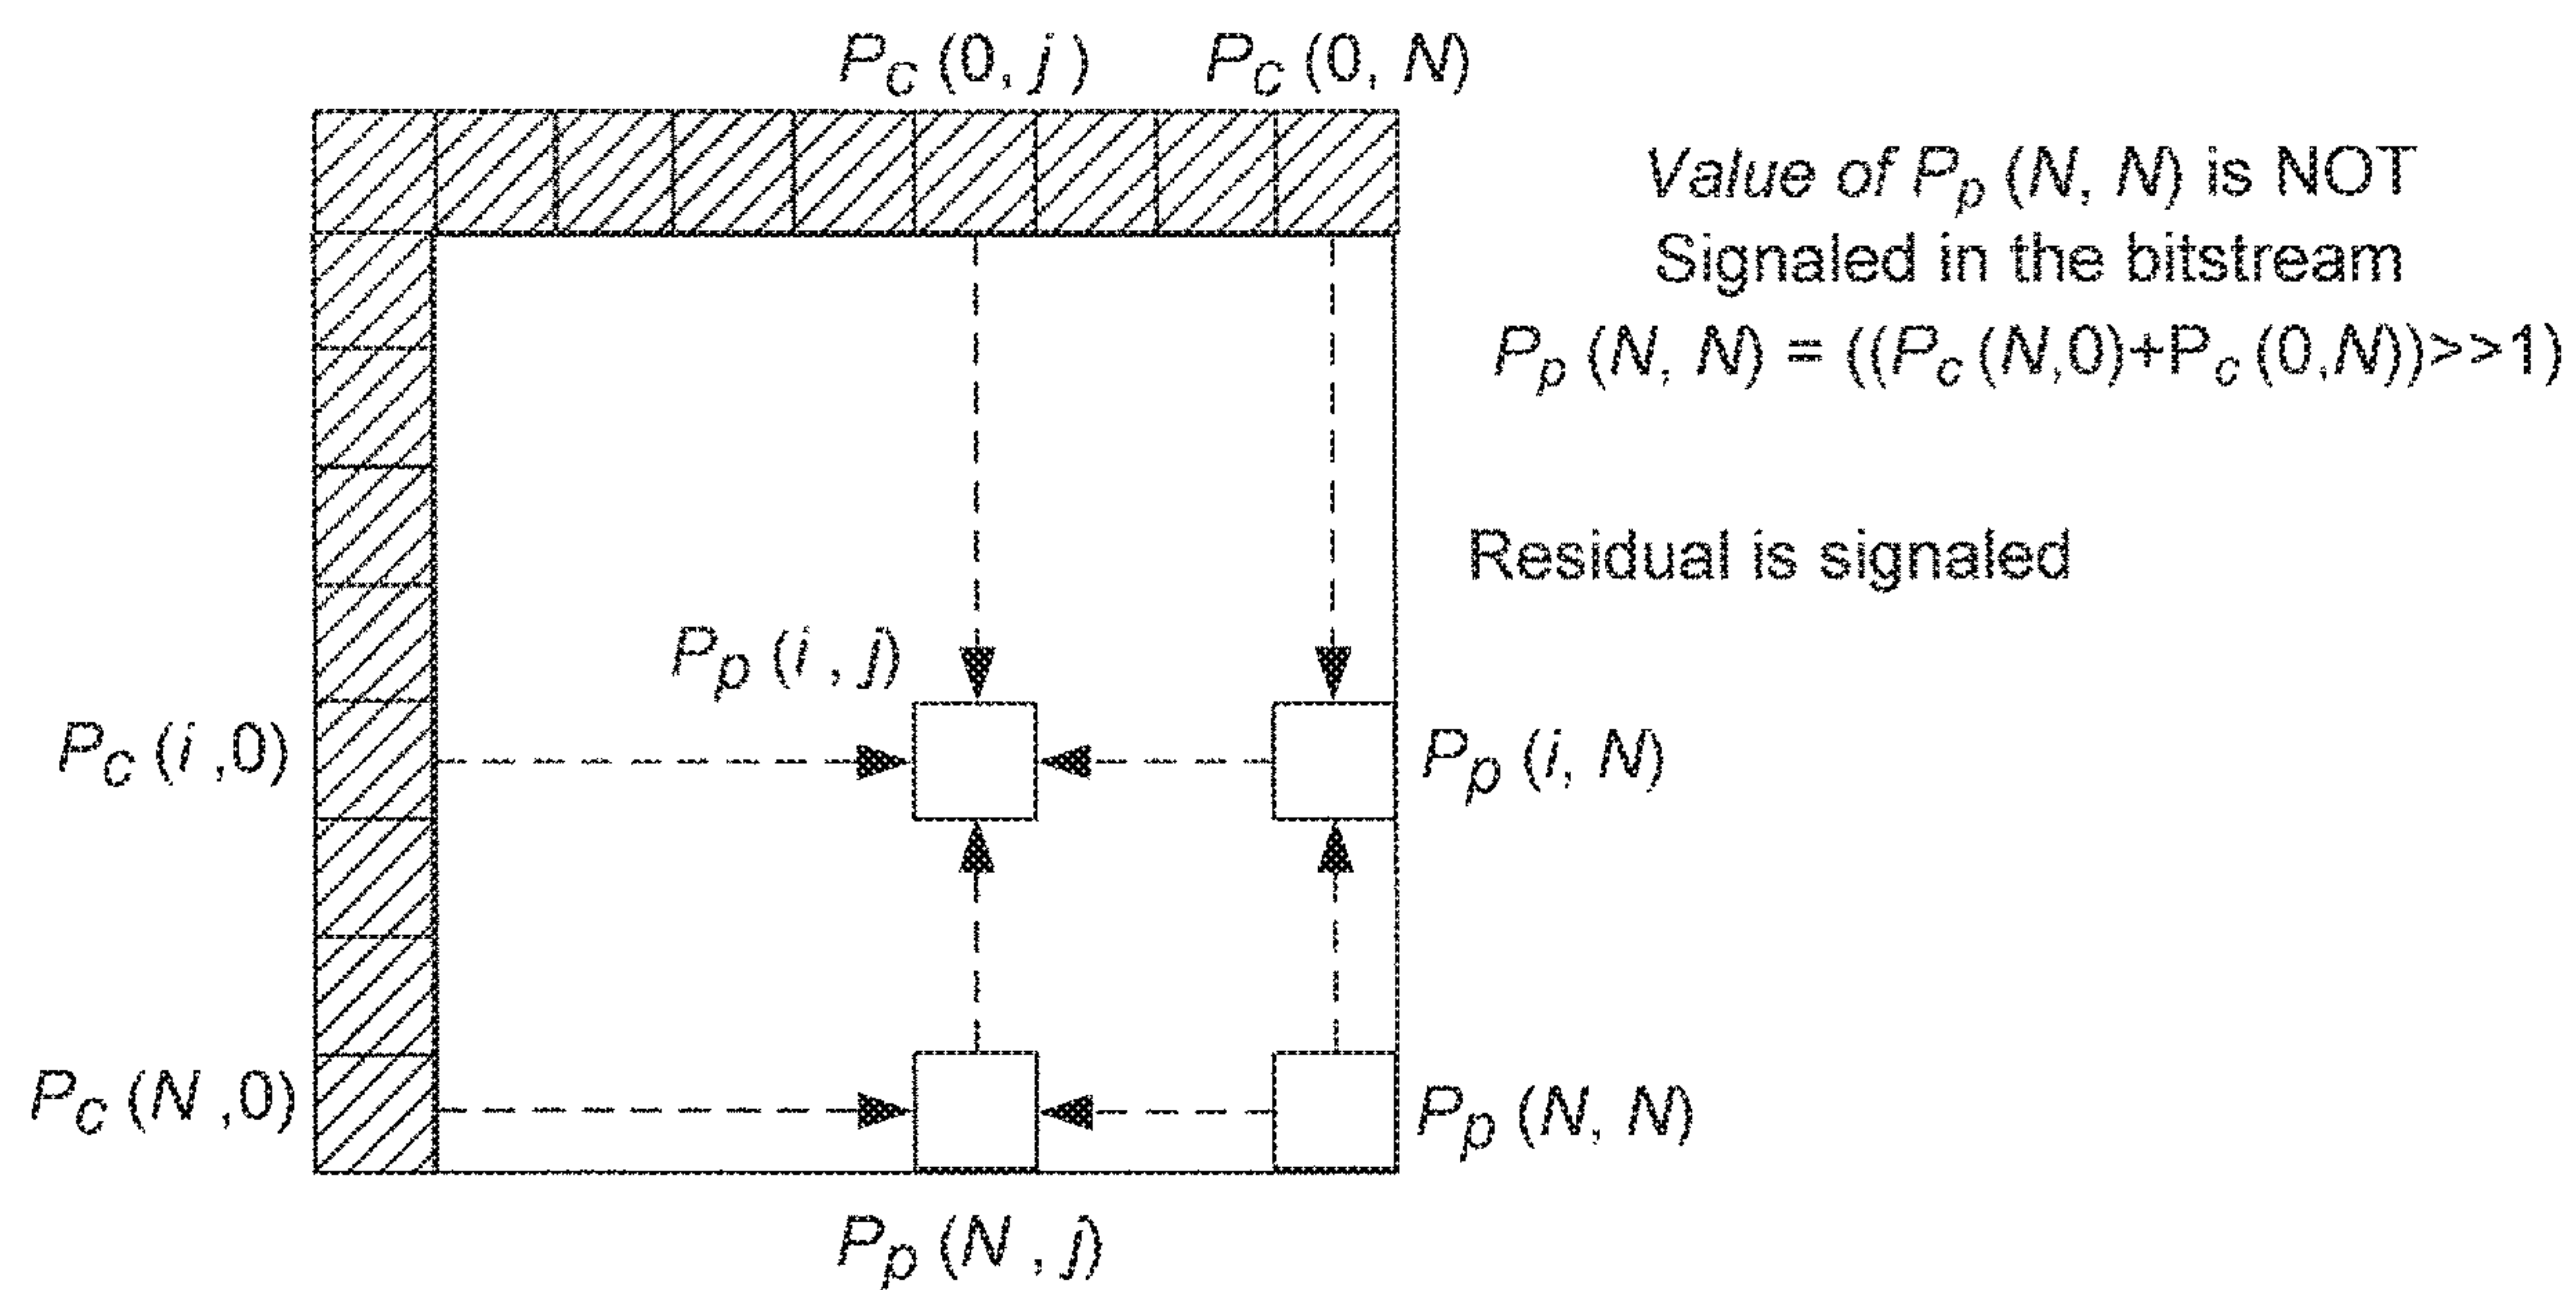 P_C (0, j )
P_C (0, N)
Value of P_p (N, N) is NOT
Signaled in the bitstream
P_p (N, N) = ((P_c (N,0)+P_c (0,N))>>1)
Residual is signaled
P_p (i , j)
P_C (i ,0)
P_p (i, N)
P_C (N ,0)
P_p (N, N)
P_p (N , j)